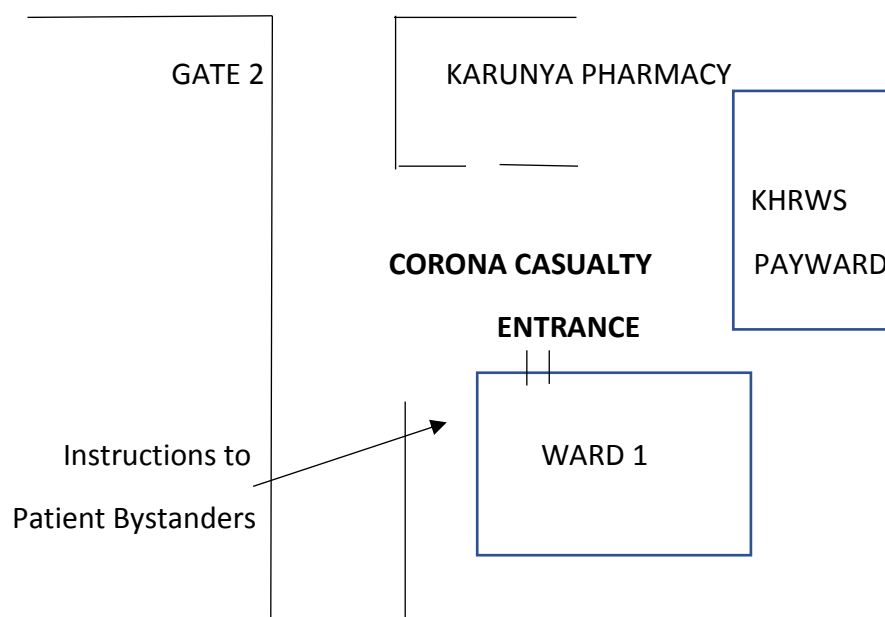 GATE 2
KARUNYA PHARMACY
KHRWS
PAYWARD
CORONA CASUALTY
ENTRANCE
WARD 1
Instructions to
Patient Bystanders